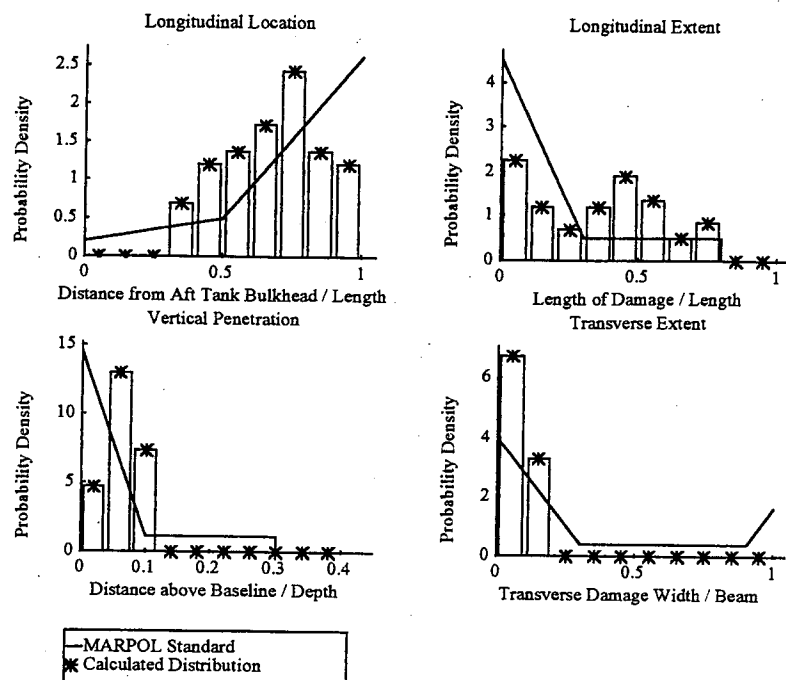 Longitudinal Location
Probability Density
2.5
2
1.5
1
0.5
0
0
0.5
1
Distance from Aft Tank Bulkhead / Length
Longitudinal Extent
Probability Density
4
3
2
1
0
0
0.5
1
Length of Damage / Length
Vertical Penetration
Probability Density
15
10
5
0
0
0.1
0.2
0.3
0.4
Distance above Baseline / Depth
Transverse Extent
Probability Density
6
4
2
0
0
0.5
1
Transverse Damage Width / Beam
MARPOL Standard
Calculated Distribution